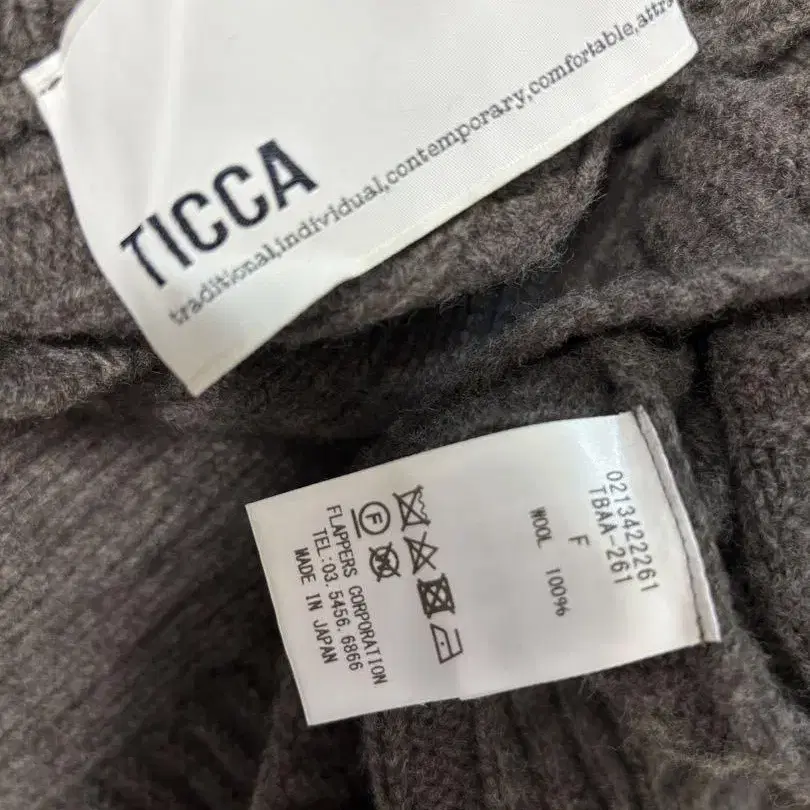 TICCA
traditional,individual,contemporary,comfortable,attra
0213422261
TBAA-261
F
WOOL 100%
F
FLAPPERS CORPORATION
TEL:03.5456.6866
MADE IN JAPAN